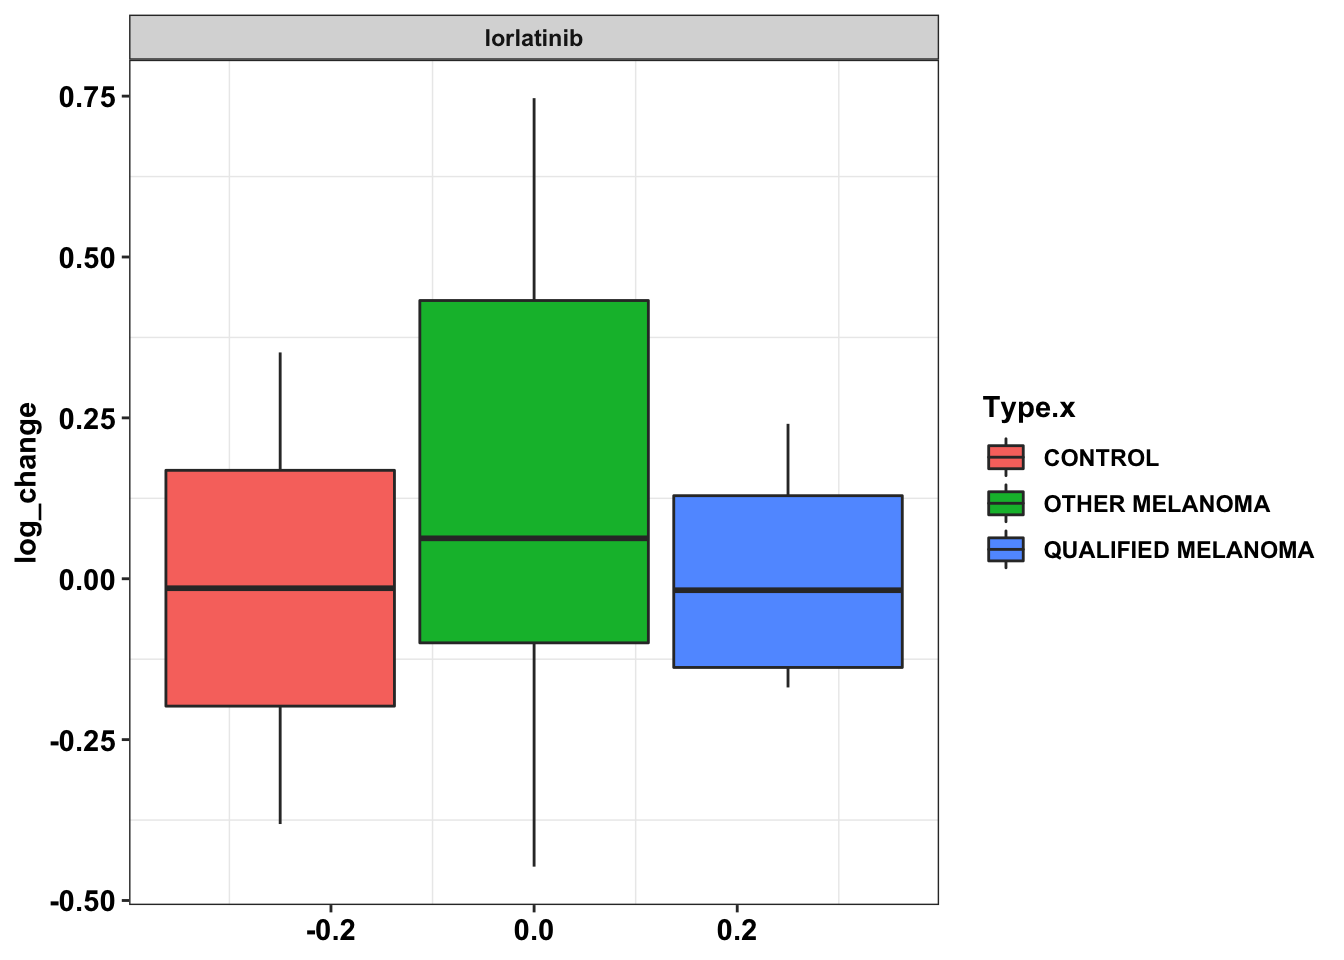 lorlatinib
0.75
0.50
0.25
0.00
-0.25
-0.50
log_change
-0.2 0.0 0.2
Type.x
CONTROL
OTHER MELANOMA
QUALIFIED MELANOMA